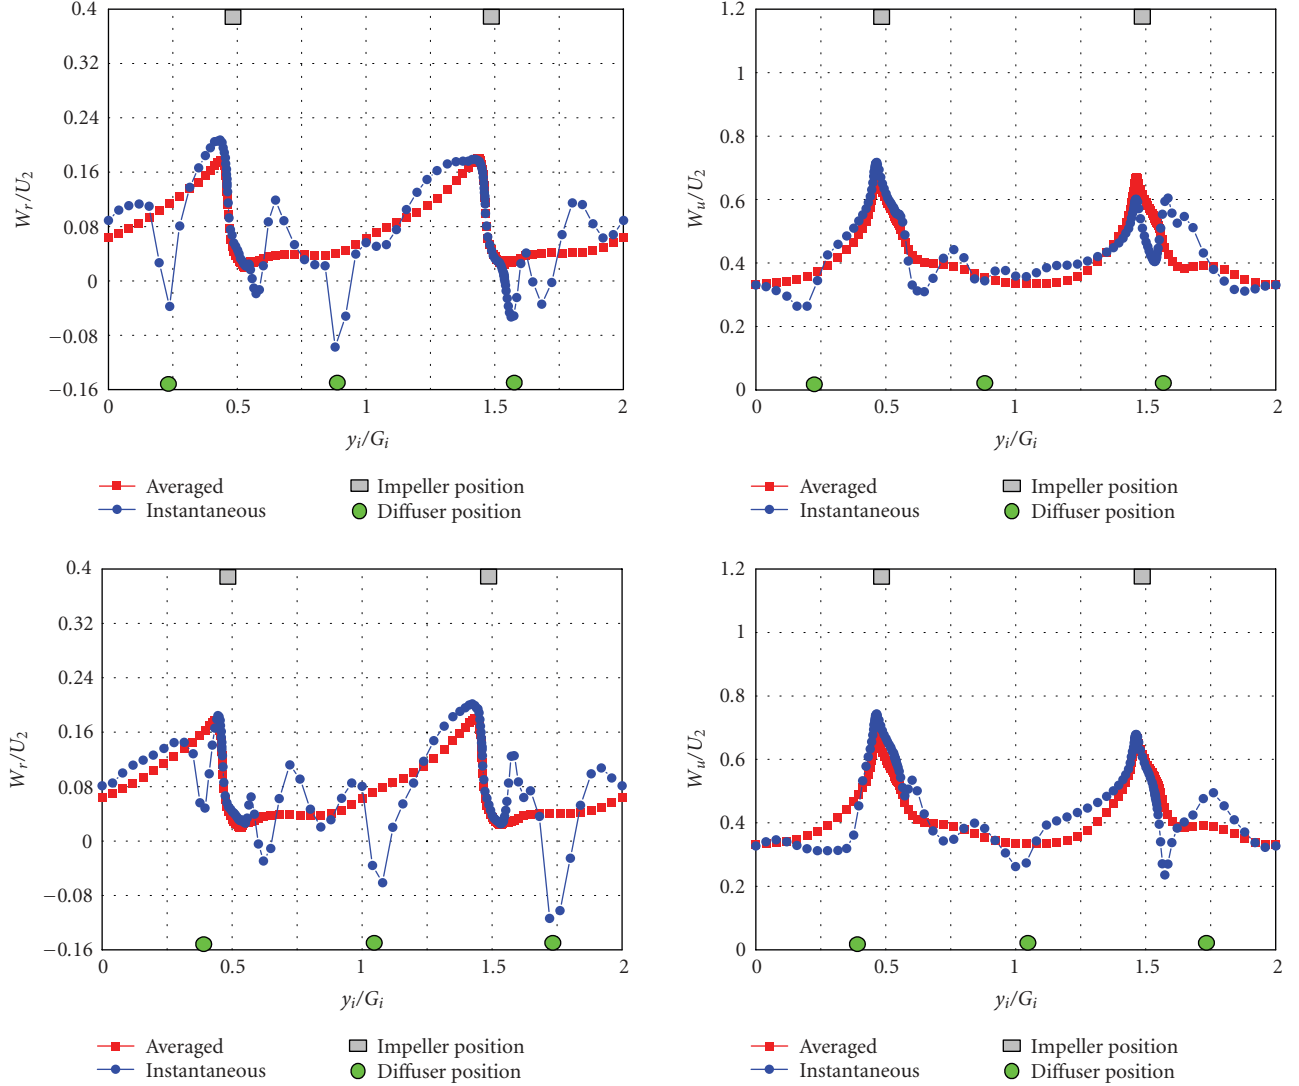 0.4
0.32
0.24
0.16
0.08
0
−0.08
−0.16
W_r/U_2
0 0.5 1 1.5 2
y_i/G_i
Averaged
Instantaneous
Impeller position
Diffuser position
1.2
1
0.8
0.6
0.4
0.2
0
W_u/U_2
0 0.5 1 1.5 2
y_i/G_i
Averaged
Instantaneous
Impeller position
Diffuser position
0.4
0.32
0.24
0.16
0.08
0
−0.08
−0.16
W_r/U_2
0 0.5 1 1.5 2
y_i/G_i
Averaged
Instantaneous
Impeller position
Diffuser position
1.2
1
0.8
0.6
0.4
0.2
0
W_u/U_2
0 0.5 1 1.5 2
y_i/G_i
Averaged
Instantaneous
Impeller position
Diffuser position